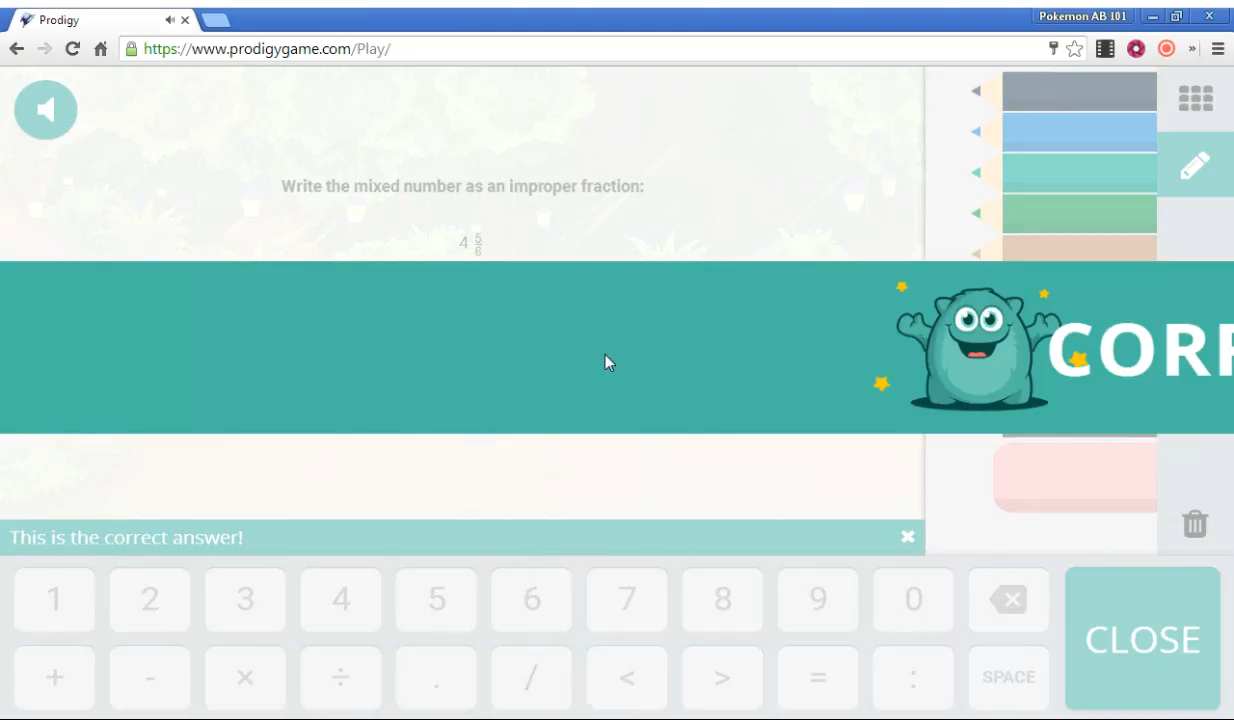 Prodigy
Pokemon AB 101
https://www.prodigygame.com/Play/
Write the mixed number as an improper fraction:
4 5/6
CORR
This is the correct answer!
1 2 3 4 5 6 7 8 9 0
CLOSE
+ - × ÷ . / < > = : SPACE